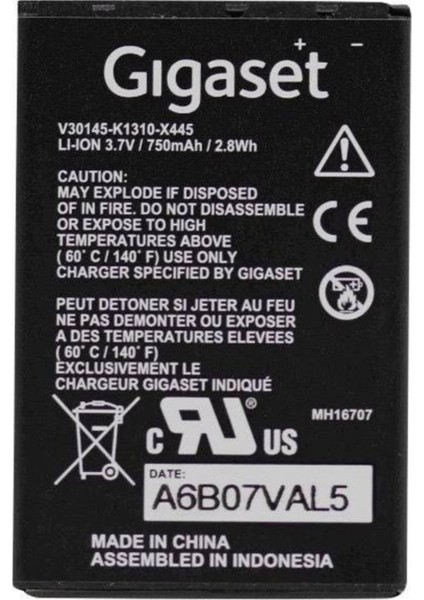 + -
Gigaset
V30145-K1310-X445
LI-ION 3.7V / 750mAh / 2.8Wh
CAUTION:
MAY EXPLODE IF DISPOSED
OF IN FIRE. DO NOT DISASSEMBLE
OR EXPOSE TO HIGH
TEMPERATURES ABOVE
( 60˚ C / 140˚ F ) USE ONLY
CHARGER SPECIFIED BY GIGASET
CE
PEUT DETONER SI JETER AU FEU
NE PAS DEMONTER OU EXPOSER
A DES TEMPERATURES ELEVEES
( 60˚ C / 140˚ F )
EXCLUSIVEMENT LE
CHARGER GIGASET INDIQUÉ
MH16707
c RU ® US
DATE:
A6B07VAL5
MADE IN CHINA
ASSEMBLED IN INDONESIA